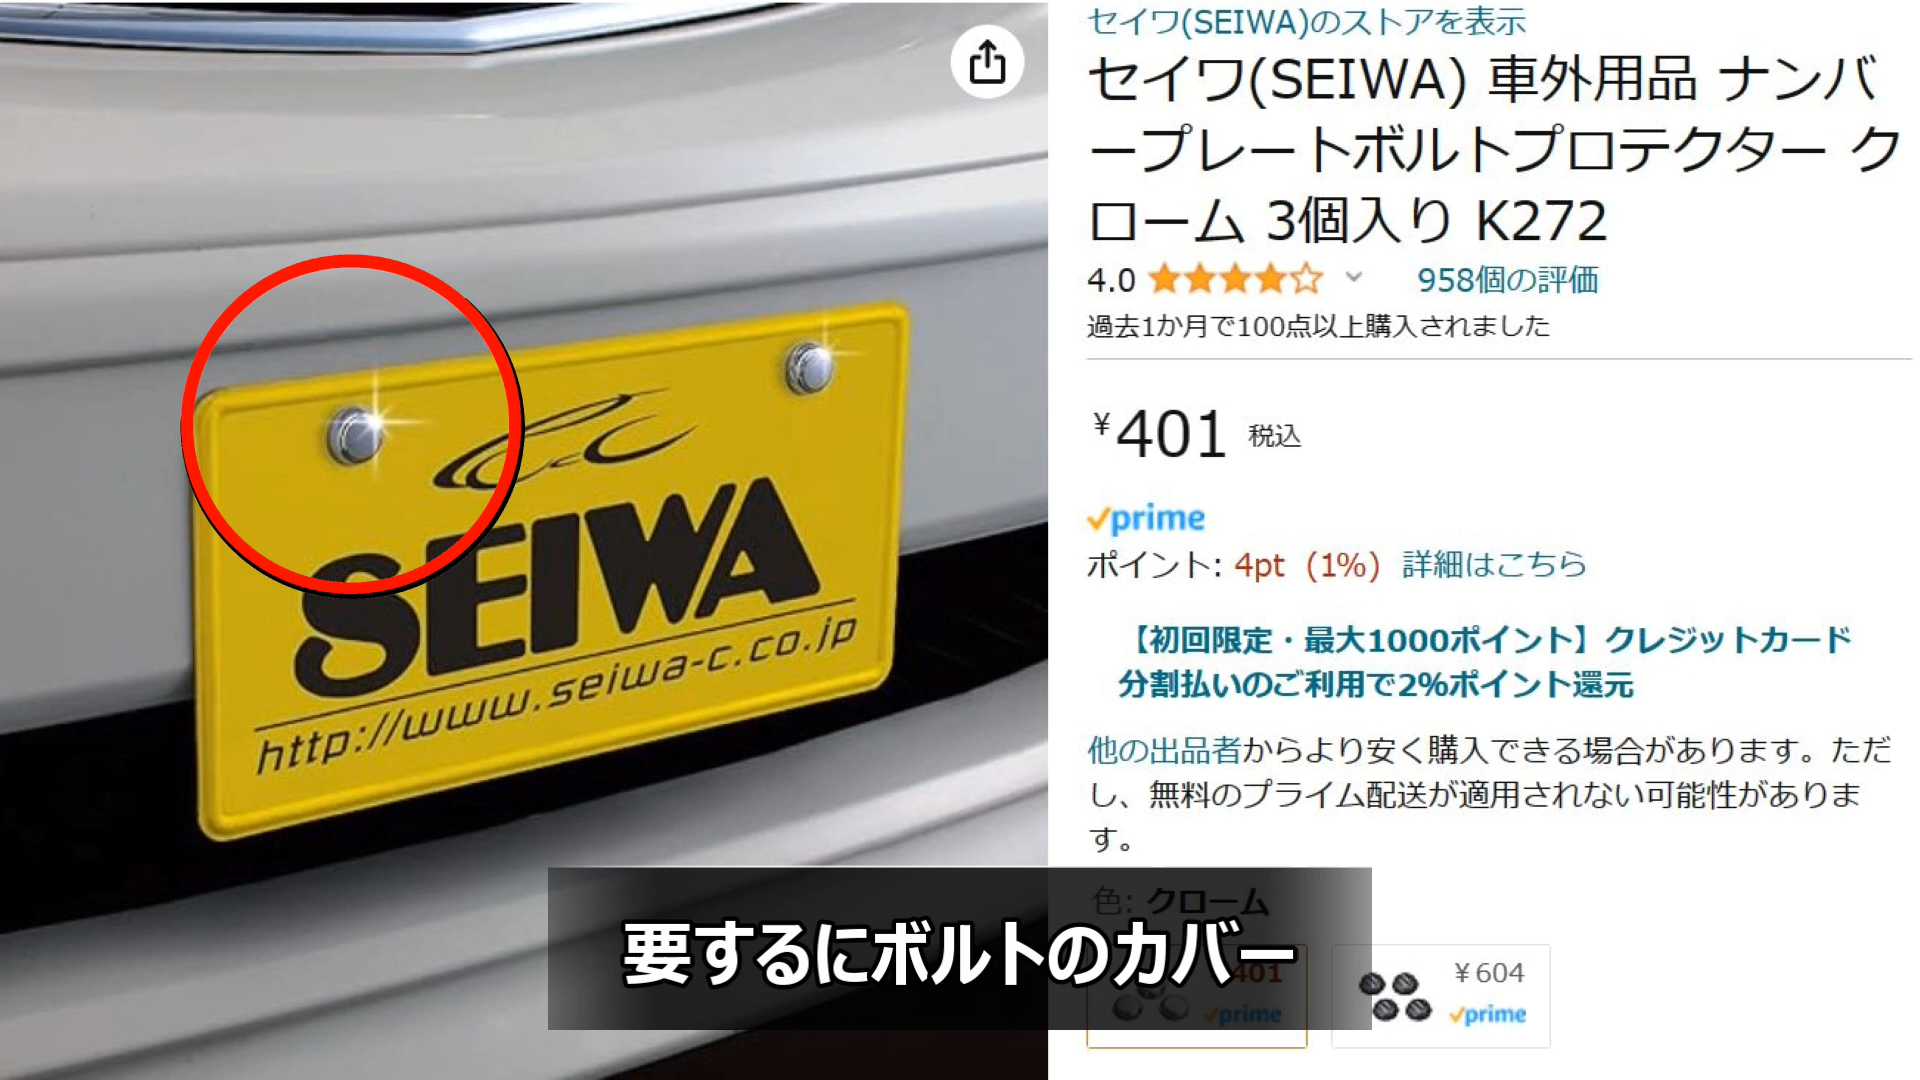 セイワ(SEIWA)のストアを表示
セイワ(SEIWA) 車外用品 ナンバ
ープレートボルトプロテクター ク
ローム 3個入り K272
4.0
958個の評価
過去1か月で100点以上購入されました
¥401 税込
prime
ポイント: 4pt (1%) 詳細はこちら
【初回限定・最大1000ポイント】クレジットカード
分割払いのご利用で2%ポイント還元
他の出品者からより安く購入できる場合があります。ただ
し、無料のプライム配送が適用されない可能性がありま
す。
色: クローム
401
prime
¥604
prime
SEIWA
http://www.seiwa-c.co.jp
要するにボルトのカバー